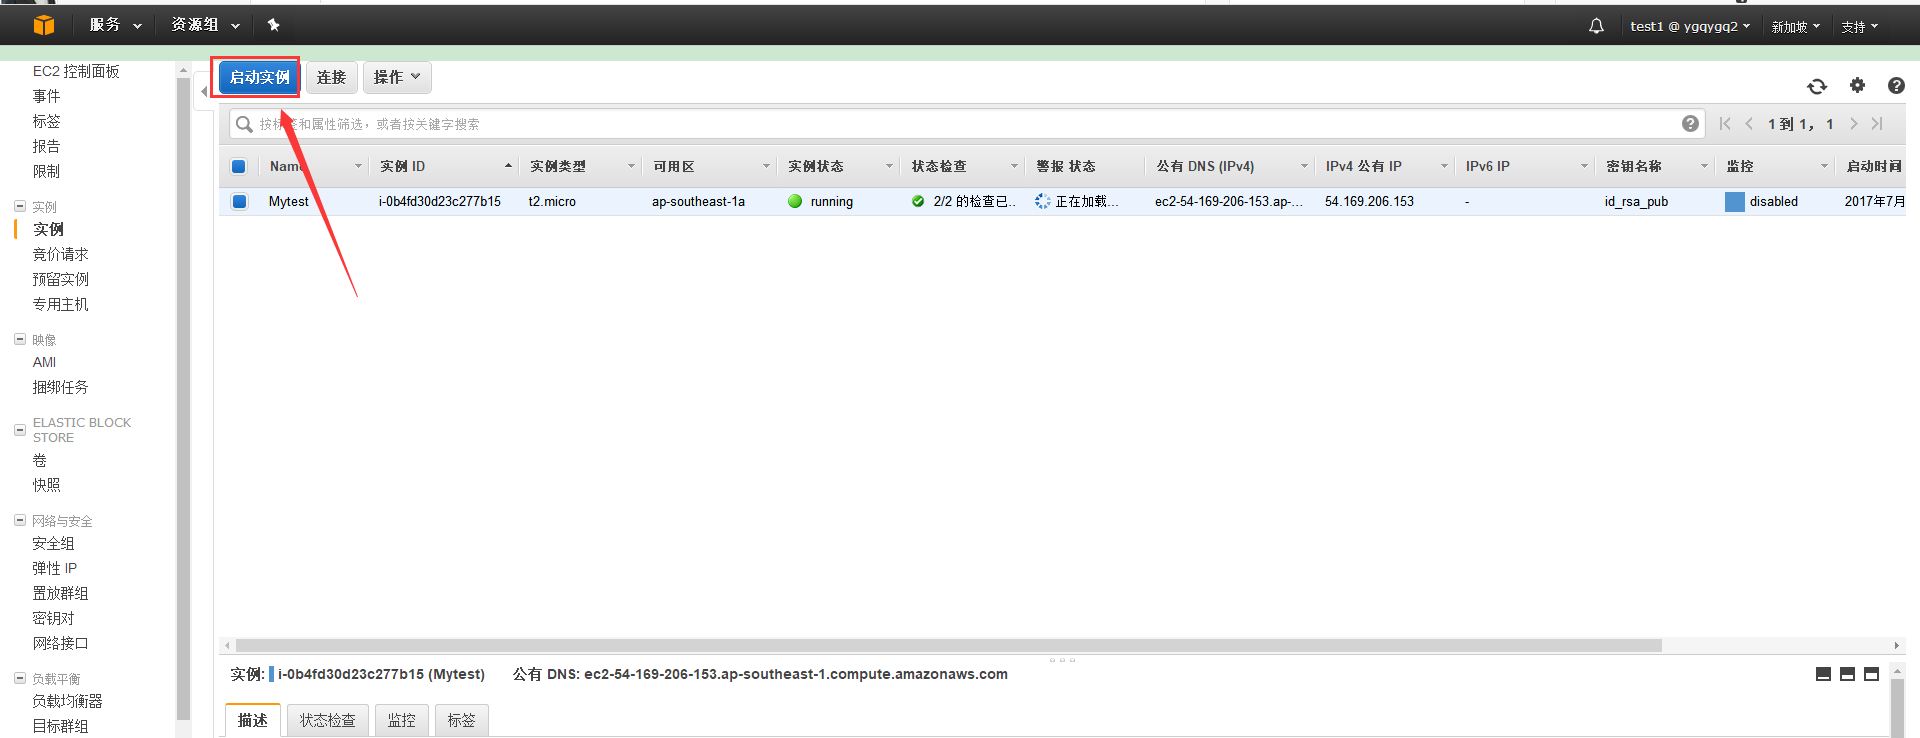 服务 资源组 test1 @ ygqygq2 新加坡 支持
EC2 控制面板
事件
标签
报告
限制
实例
实例
竞价请求
预留实例
专用主机
映像
AMI
捆绑任务
ELASTIC BLOCK
STORE
卷
快照
网络与安全
安全组
弹性 IP
置放群组
密钥对
网络接口
负载平衡
负载均衡器
目标群组
启动实例 连接 操作
按标签和属性筛选，或者按关键字搜索 1 到 1， 1
Name 实例 ID 实例类型 可用区 实例状态 状态检查 警报 状态 公有 DNS (IPv4) IPv4 公有 IP IPv6 IP 密钥名称 监控 启动时间
Mytest i-0b4fd30d23c277b15 t2.micro ap-southeast-1a running 2/2 的检查已... 正在加载... ec2-54-169-206-153.ap-... 54.169.206.153 - id_rsa_pub disabled 2017年7月
实例: i-0b4fd30d23c277b15 (Mytest) 公有 DNS: ec2-54-169-206-153.ap-southeast-1.compute.amazonaws.com
描述 状态检查 监控 标签